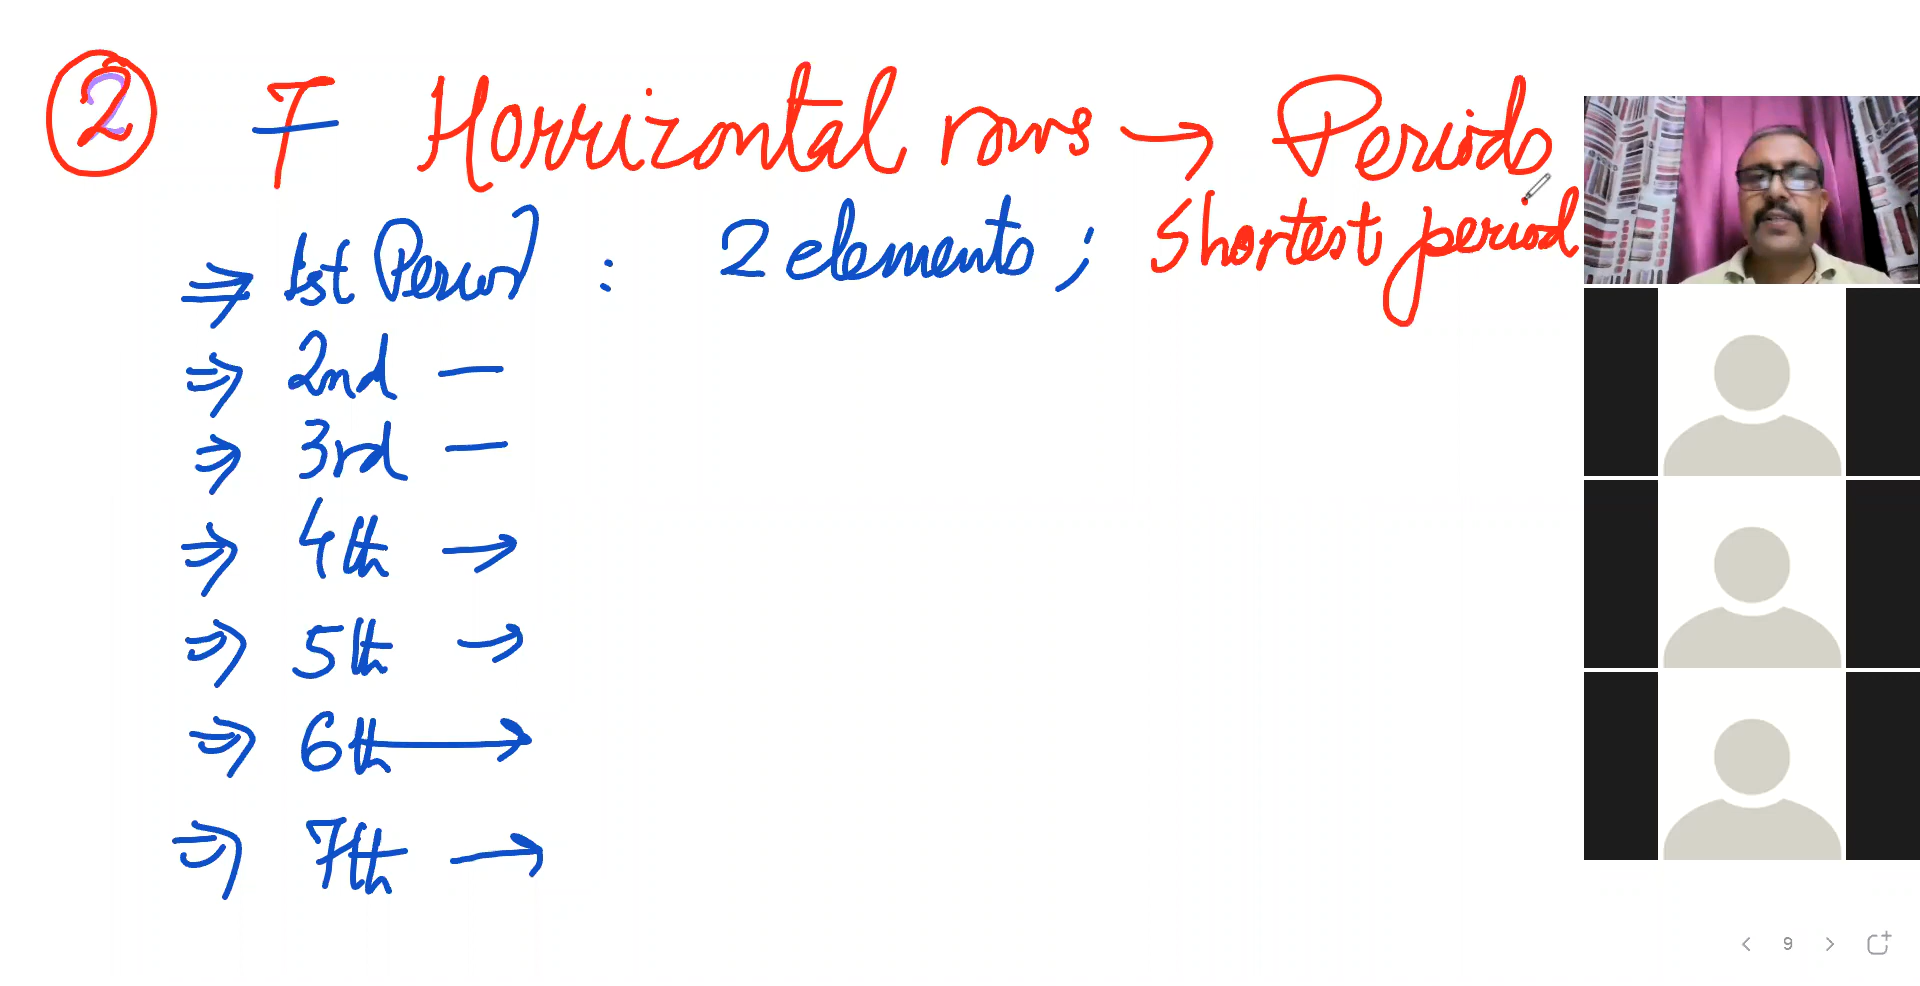 2 7 Horrizontal rows → Periods
⇒ 1st Period : 2 elements ; Shortest period
⇒ 2nd —
⇒ 3rd —
⇒ 4th →
⇒ 5th →
⇒ 6th →
⇒ 7th →
< 9 >